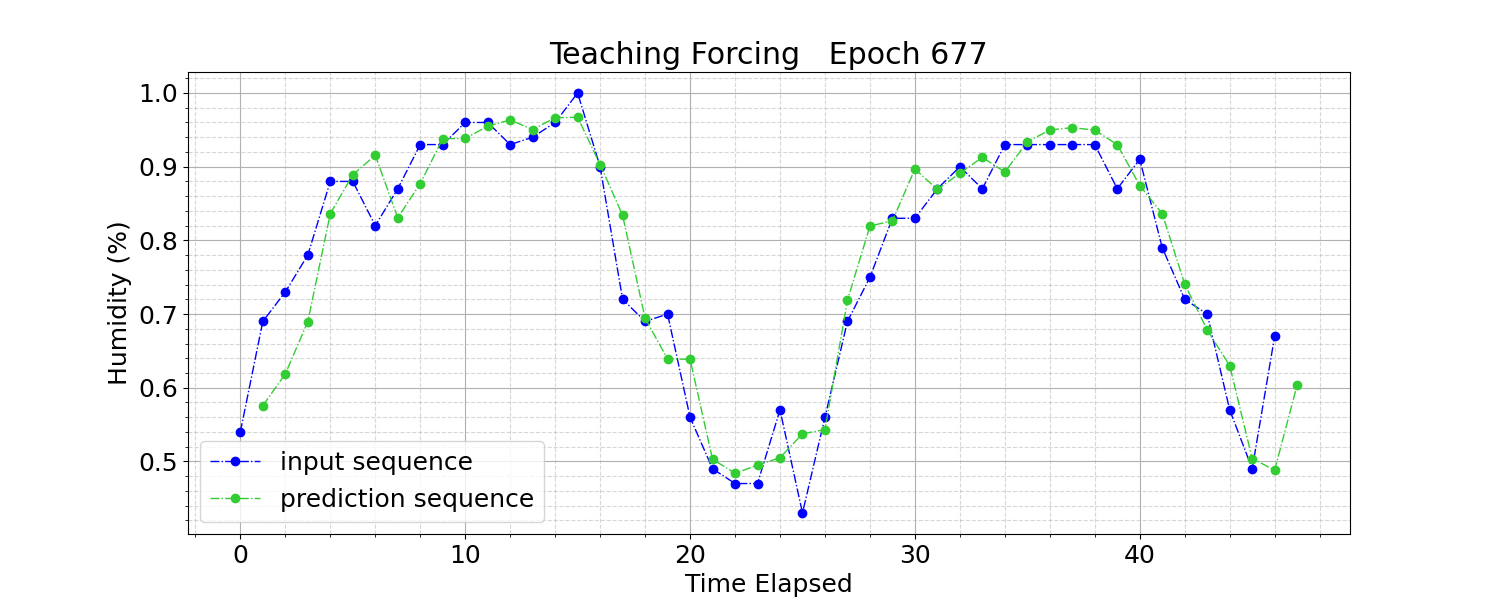 Teaching Forcing   Epoch 677
Humidity (%)
1.0
0.9
0.8
0.7
0.6
0.5
input sequence
prediction sequence
0 10 20 30 40
Time Elapsed